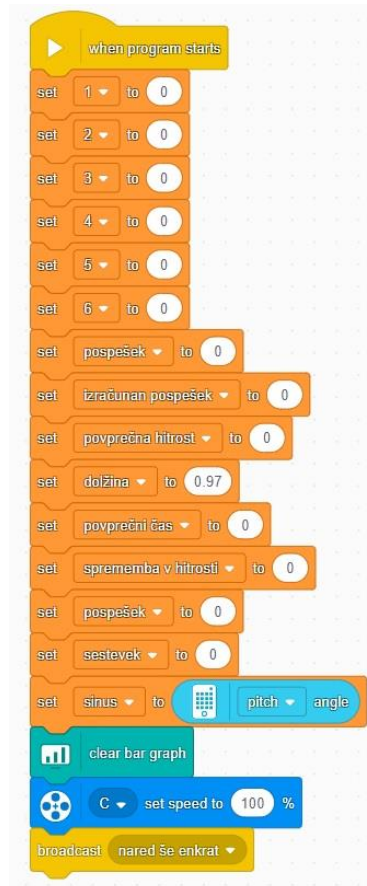 when program starts
set 1 to 0
set 2 to 0
set 3 to 0
set 4 to 0
set 5 to 0
set 6 to 0
set pospešek to 0
set izračunan pospešek to 0
set povprečna hitrost to 0
set dolžina to 0.97
set povprečni čas to 0
set sprememba v hitrosti to 0
set pospešek to 0
set sestevek to 0
set sinus to pitch angle
clear bar graph
C set speed to 100 %
broadcast nared še enkrat